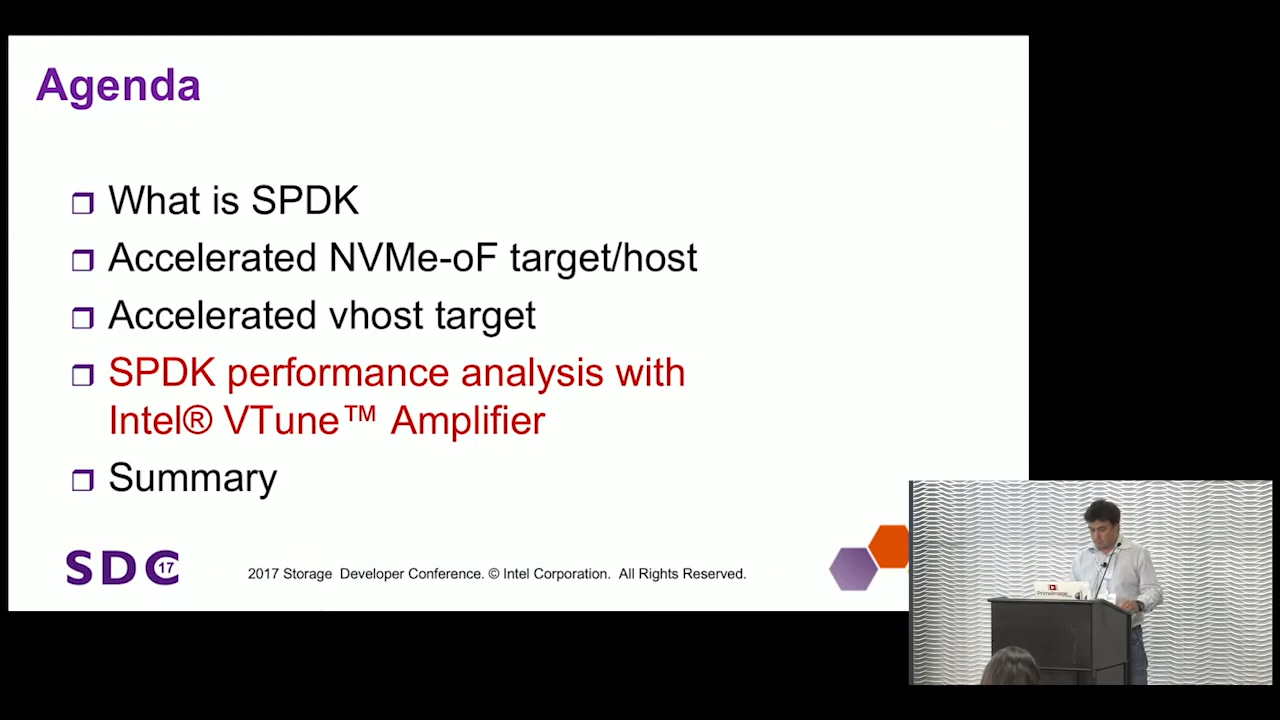 Agenda
What is SPDK
Accelerated NVMe-oF target/host
Accelerated vhost target
SPDK performance analysis with
Intel® VTune™ Amplifier
Summary
SDC 17
2017 Storage Developer Conference. © Intel Corporation. All Rights Reserved.
PrimeImage